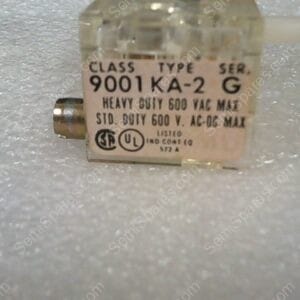 CLASS TYPE SER.
9001 KA-2 G
HEAVY DUTY 600 VAC MAX
STD. DUTY 600 V. AC-DC MAX
LISTED
IND CONT EQ
572 A